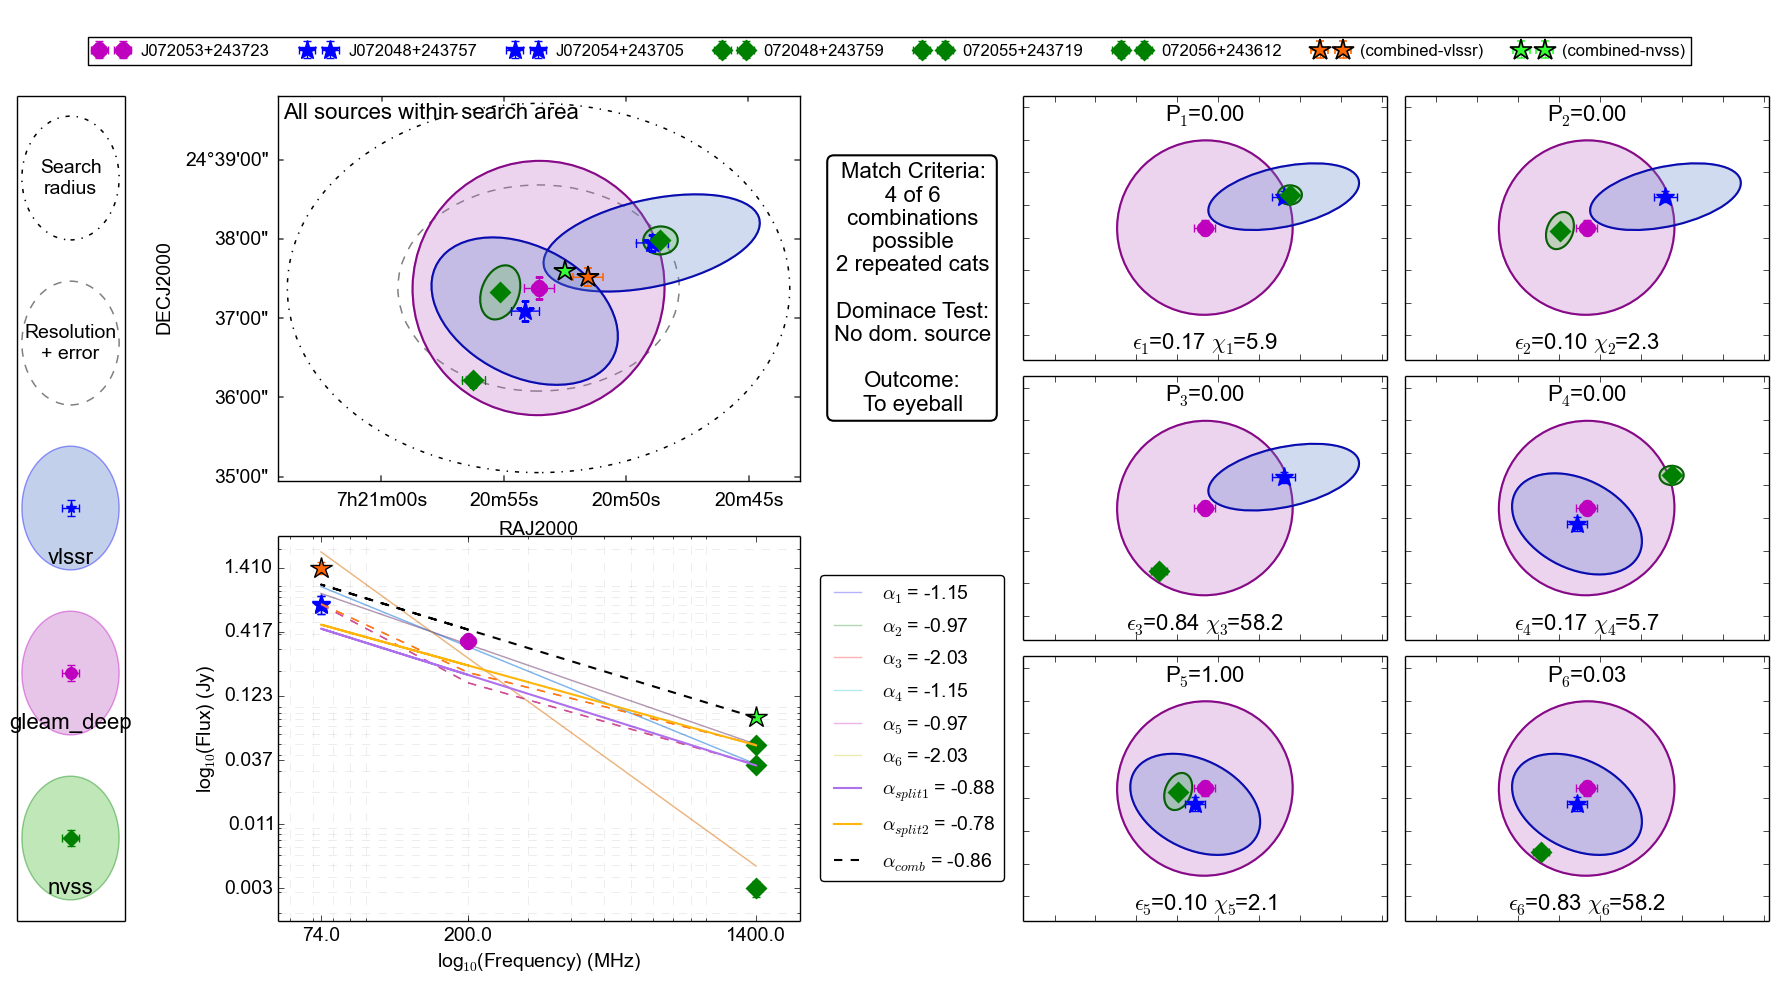 J072053+243723 J072048+243757 J072054+243705 072048+243759 072055+243719 072056+243612 (combined-vlssr) (combined-nvss)
Search
radius
Resolution
+ error
vlssr
gleam_deep
nvss
All sources within search area
DECJ2000
24°39'00"
38'00"
37'00"
36'00"
35'00"
7h21m00s 20m55s 20m50s 20m45s
RAJ2000
log10(Flux) (Jy)
1.410
0.417
0.123
0.037
0.011
0.003
74.0 200.0 1400.0
log10(Frequency) (MHz)
Match Criteria:
4 of 6
combinations
possible
2 repeated cats
Dominace Test:
No dom. source
Outcome:
To eyeball
α1 = -1.15
α2 = -0.97
α3 = -2.03
α4 = -1.15
α5 = -0.97
α6 = -2.03
αsplit1 = -0.88
αsplit2 = -0.78
αcomb = -0.86
P1=0.00
ϵ1=0.17 χ1=5.9
P2=0.00
ϵ2=0.10 χ2=2.3
P3=0.00
ϵ3=0.84 χ3=58.2
P4=0.00
ϵ4=0.17 χ4=5.7
P5=1.00
ϵ5=0.10 χ5=2.1
P6=0.03
ϵ6=0.83 χ6=58.2